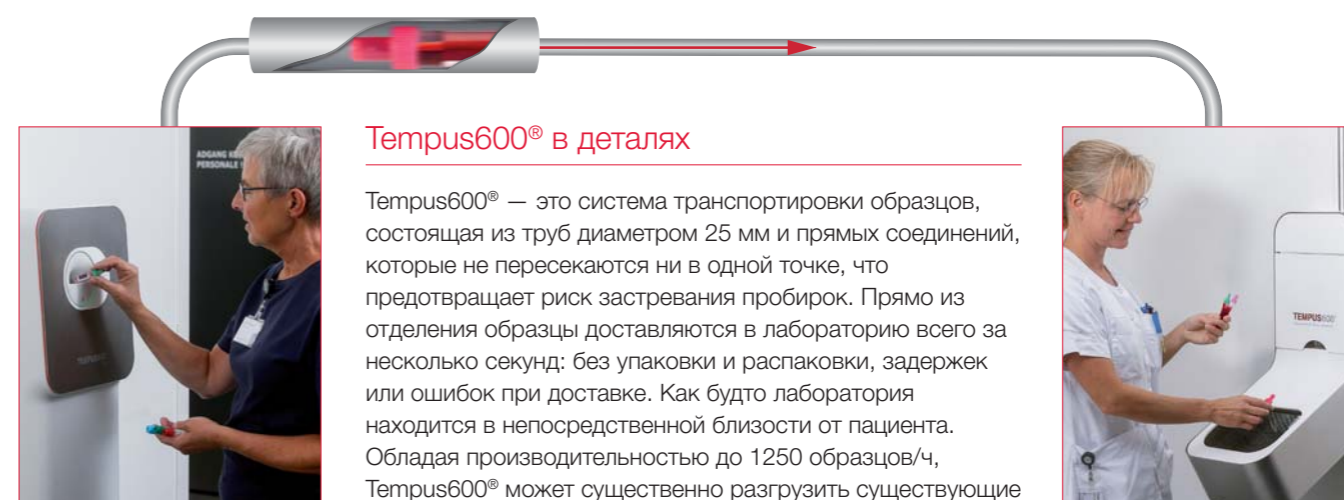 ADGANG
PERSONALE
Tempus600® в деталях
Tempus600® — это система транспортировки образцов,
состоящая из труб диаметром 25 мм и прямых соединений,
которые не пересекаются ни в одной точке, что
предотвращает риск застревания пробирок. Прямо из
отделения образцы доставляются в лабораторию всего за
несколько секунд: без упаковки и распаковки, задержек
или ошибок при доставке. Как будто лаборатория
находится в непосредственной близости от пациента.
Обладая производительностью до 1250 образцов/ч,
Tempus600® может существенно разгрузить существующие
TEMPUS600®